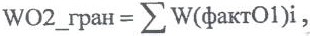 WO2_гран = ∑ W(фактO1)i ,